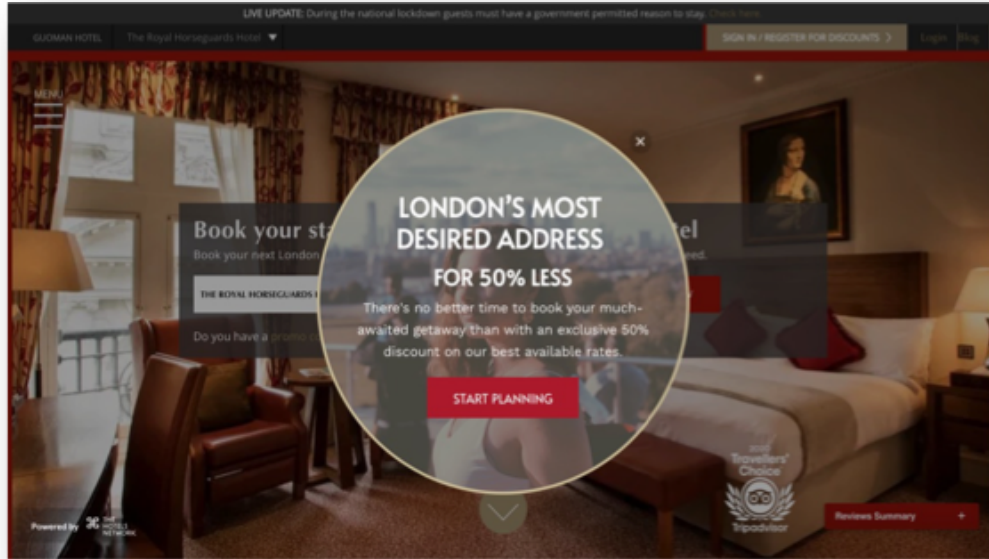 LIVE UPDATE: During the national lockdown guests must have a government permitted reason to stay. Check here
GUOMAN HOTEL
The Royal Horseguards Hotel ▼
SIGN IN / REGISTER FOR DISCOUNTS >
Login
Blog
MENU
×
LONDON'S MOST
DESIRED ADDRESS
FOR 50% LESS
There's no better time to book your much-
awaited getaway than with an exclusive 50%
discount on our best available rates.
START PLANNING
Book your
Book your next London
THE ROYAL HORSEGUARDS
Do you have a promo
Travellers'
Choice
Tripadvisor
Powered by THE
HOTELS
NETWORK
Reviews Summary +